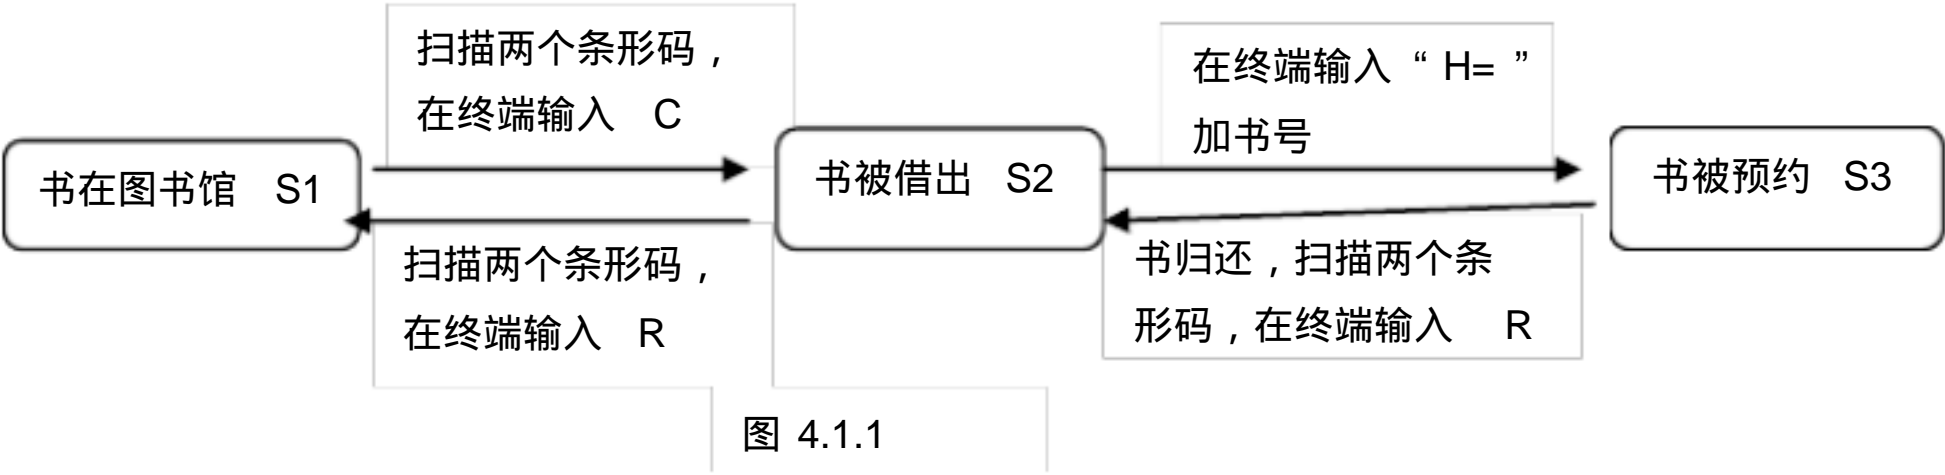 扫描两个条形码，
在终端输入 C
在终端输入 “ H= ”
加书号
书在图书馆 S1
书被借出 S2
书被预约 S3
扫描两个条形码，
在终端输入 R
书归还，扫描两个条
形码，在终端输入 R
图 4.1.1